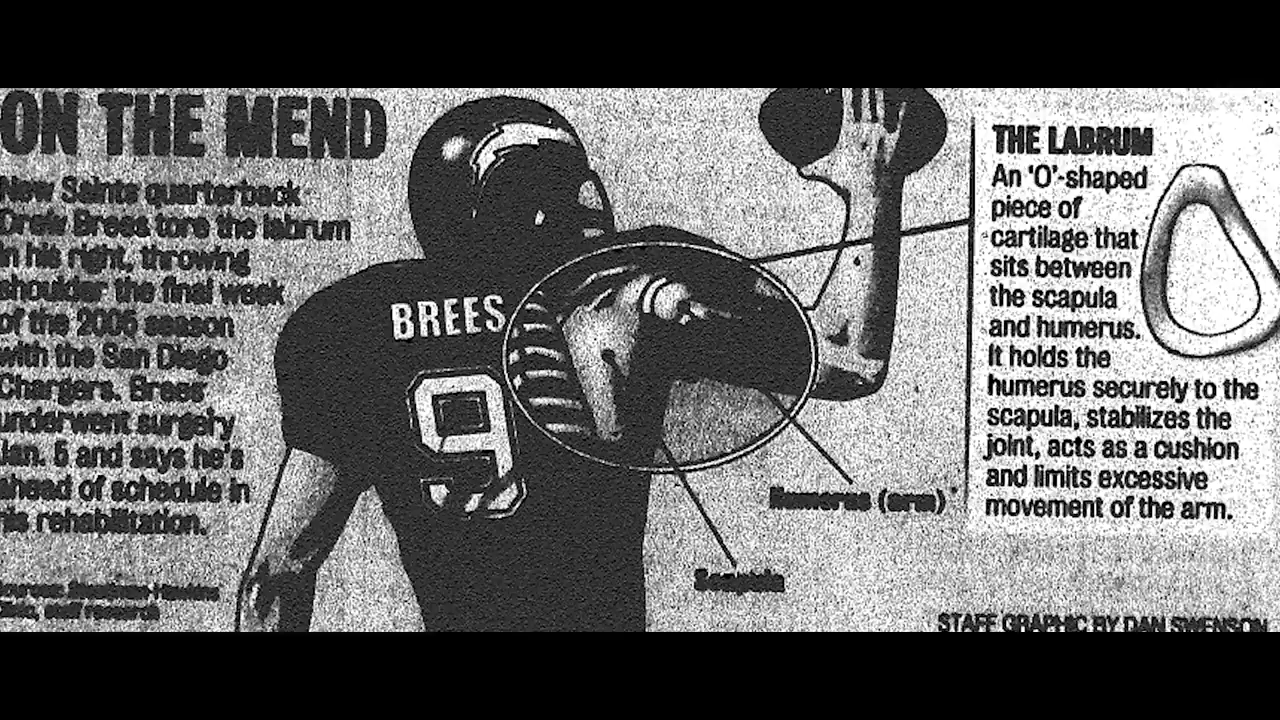 ON THE MEND
New Saints quarterback
Drew Brees tore the labrum
in his right, throwing
shoulder the final week
of the 2005 season
with the San Diego
Chargers. Brees
underwent surgery
Jan. 5 and says he's
ahead of schedule in
his rehabilitation.
staff research
BREES
9
Humerus (arm)
Scapula
THE LABRUM
An 'O'-shaped
piece of
cartilage that
sits between
the scapula
and humerus.
It holds the
humerus securely to the
scapula, stabilizes the
joint, acts as a cushion
and limits excessive
movement of the arm.
STAFF GRAPHIC BY DAN SWENSON